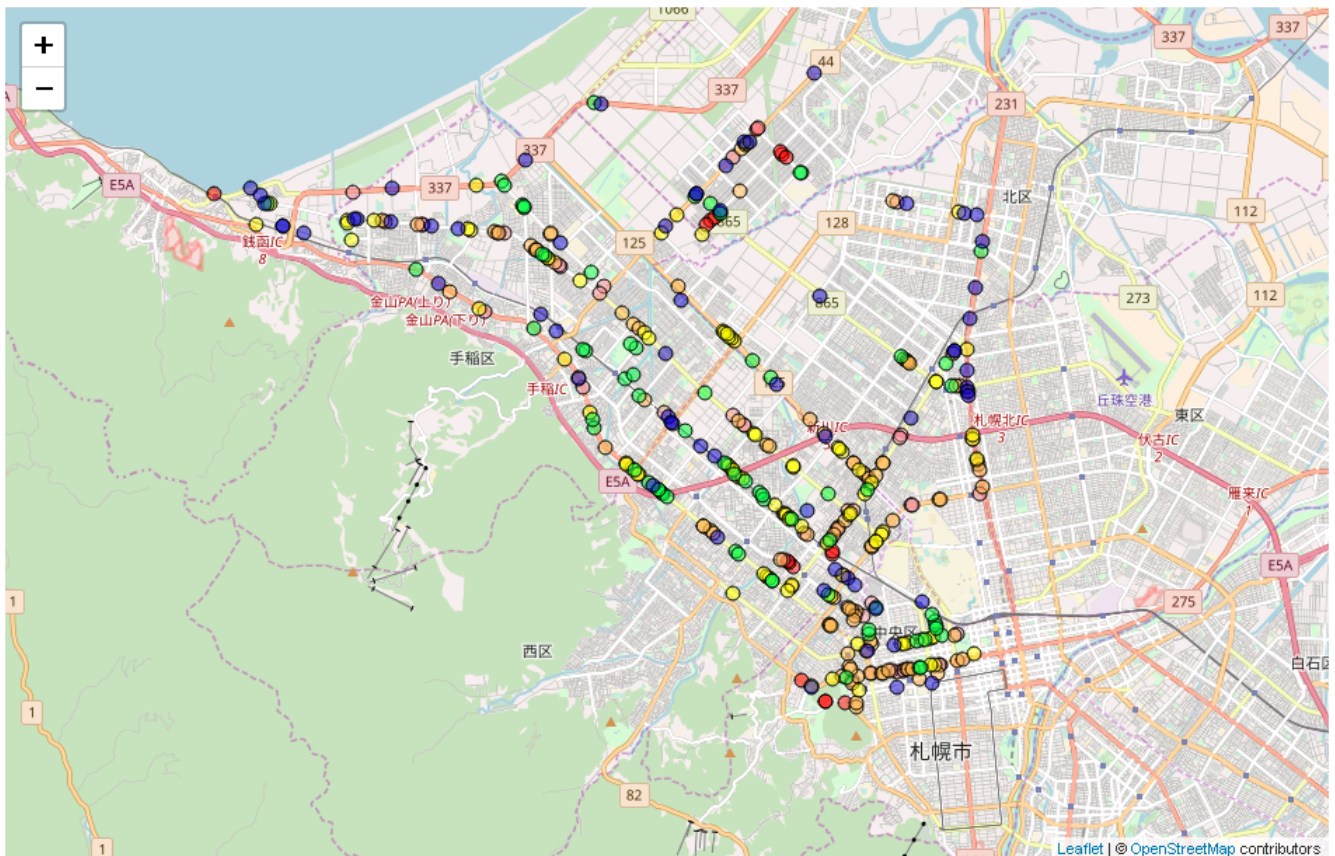 +
−
1066
44
337
337
337
231
337
E5A
337
337
北区
112
銭函IC
8
125
128
865
273
112
金山PA(上り)
金山PA(下り)
865
手稲区
手稲IC
丘珠空港
東区
札幌北IC
3
伏古IC
2
E5A
雁来IC
1
E5A
1
275
中央区
西区
白石区
1
札幌市
82
1
Leaflet | © OpenStreetMap contributors